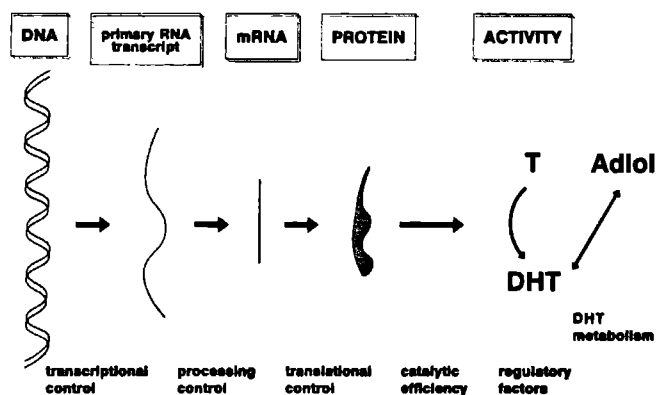 DNA
primary RNA
transcript
mRNA
PROTEIN
ACTIVITY
T
Adiol
DHT
DHT
metabolism
transcriptional
control
processing
control
translational
control
catalytic
efficiency
regulatory
factors